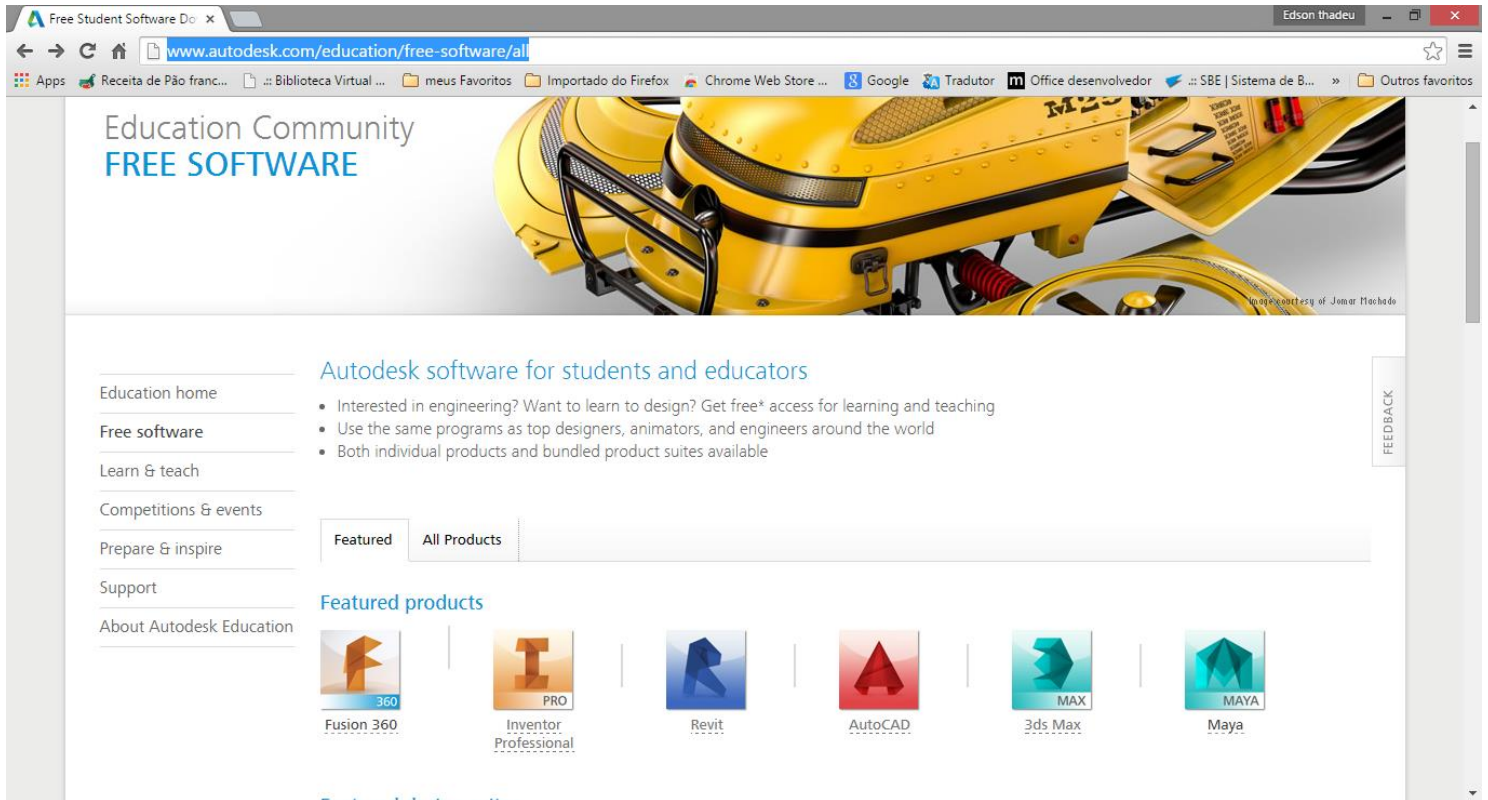 Free Student Software Do
Edson thadeu
www.autodesk.com/education/free-software/all
Apps Receita de Pão franc... .:: Biblioteca Virtual ... meus Favoritos Importado do Firefox Chrome Web Store ... Google Tradutor Office desenvolvedor .:: SBE | Sistema de B... » Outros favoritos
Education Community
FREE SOFTWARE
Image courtesy of Jomar Machado
Education home
Free software
Learn & teach
Competitions & events
Prepare & inspire
Support
About Autodesk Education
Autodesk software for students and educators
• Interested in engineering? Want to learn to design? Get free* access for learning and teaching
• Use the same programs as top designers, animators, and engineers around the world
• Both individual products and bundled product suites available
FEEDBACK
Featured All Products
Featured products
360 PRO MAX MAYA
Fusion 360 Inventor Revit AutoCAD 3ds Max Maya
Professional